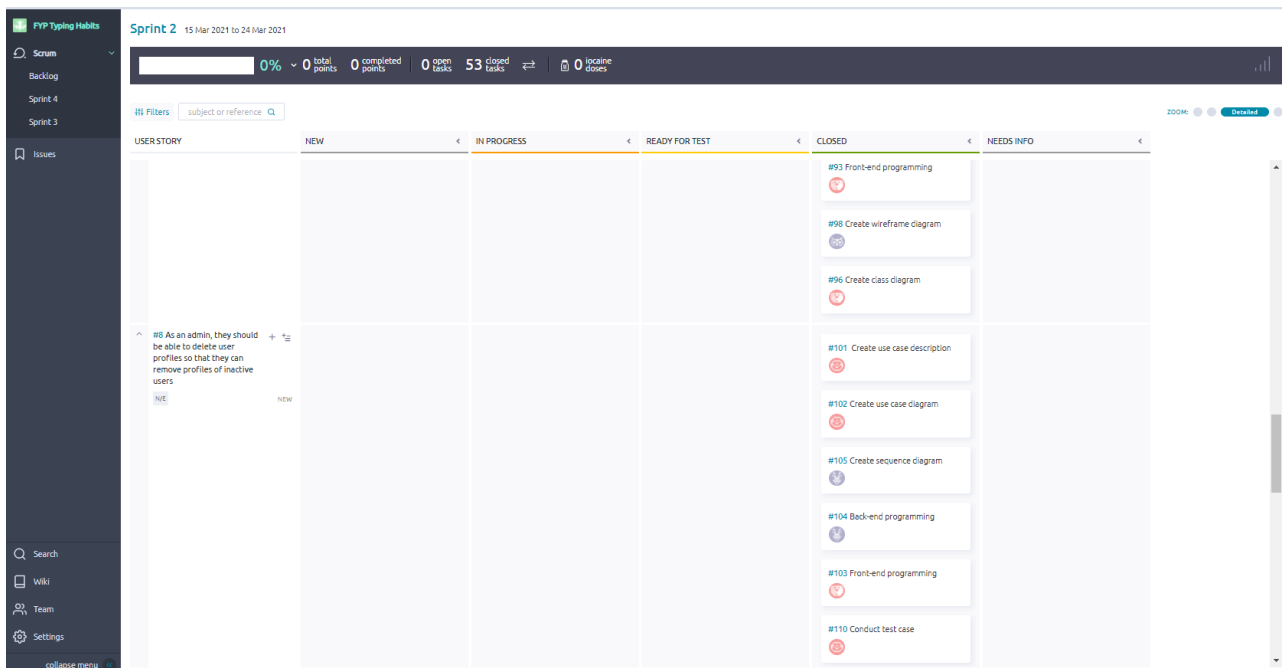 FYP Typing Habits
Scrum
Backlog
Sprint 4
Sprint 3
Issues
Search
Wiki
Team
Settings
collapse menu
Sprint 2 15 Mar 2021 to 24 Mar 2021
0% 0 total points 0 completed points 0 open tasks 53 closed tasks 0 iocaine doses
Filters subject or reference ZOOM: Detailed
USER STORY NEW IN PROGRESS READY FOR TEST CLOSED NEEDS INFO
#93 Front-end programming
#98 Create wireframe diagram
#96 Create class diagram
#8 As an admin, they should
be able to delete user
profiles so that they can
remove profiles of inactive
users
N/E NEW
#101 Create use case description
#102 Create use case diagram
#105 Create sequence diagram
#104 Back-end programming
#103 Front-end programming
#110 Conduct test case